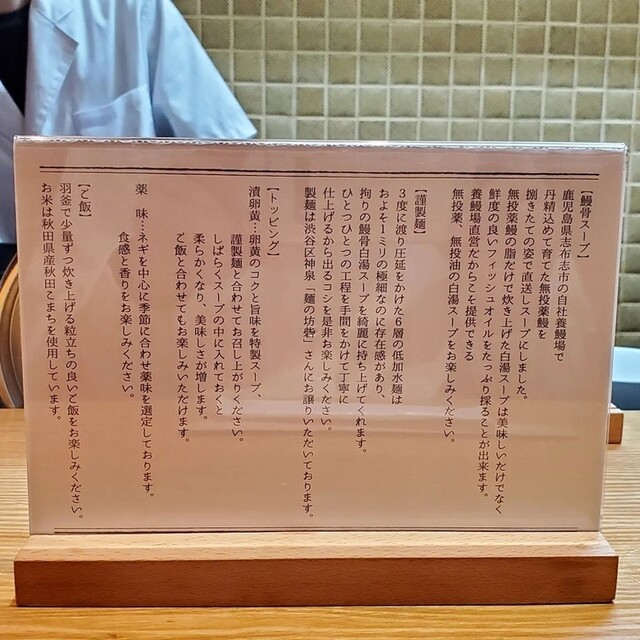 【鰻骨スープ】
鹿児島県志布志市の自社養鰻場で
丹精込めて育てた無投薬鰻を
捌きたての姿で直送しスープにしました。
無投薬鰻の脂だけで炊き上げた白湯スープは美味しいだけでなく
鮮度の良いフィッシュオイルをたっぷり採ることが出来ます。
養鰻場直営だからこそ提供できる
無投薬、無投油の白湯スープをお楽しみください。
【謹製麺】
３度に渡り圧延をかけた６層の低加水麺は
およそ１ミリの極細なのに存在感があり、
拘りの鰻骨白湯スープを綺麗に持ち上げてくれます。
ひとつひとつの工程を手間をかけて丁寧に
仕上げるから出るコシを是非お楽しみください。
製麺は渋谷区神泉「麺の坊砦」さんにお譲りいただいております。
【トッピング】
漬卵黄…卵黄のコクと旨味を特製スープ、
謹製麺と合わせてお召し上がりください。
しばらくスープの中に入れておくと
柔らかくなり、美味しさが増します。
ご飯と合わせてもお楽しみいただけます。
薬　味…ネギを中心に季節に合わせ薬味を選定しております。
食感と香りをお楽しみください。
【ご飯】
羽釜で少量ずつ炊き上げる粒立ちの良いご飯をお楽しみください。
お米は秋田県産秋田こまちを使用しています。